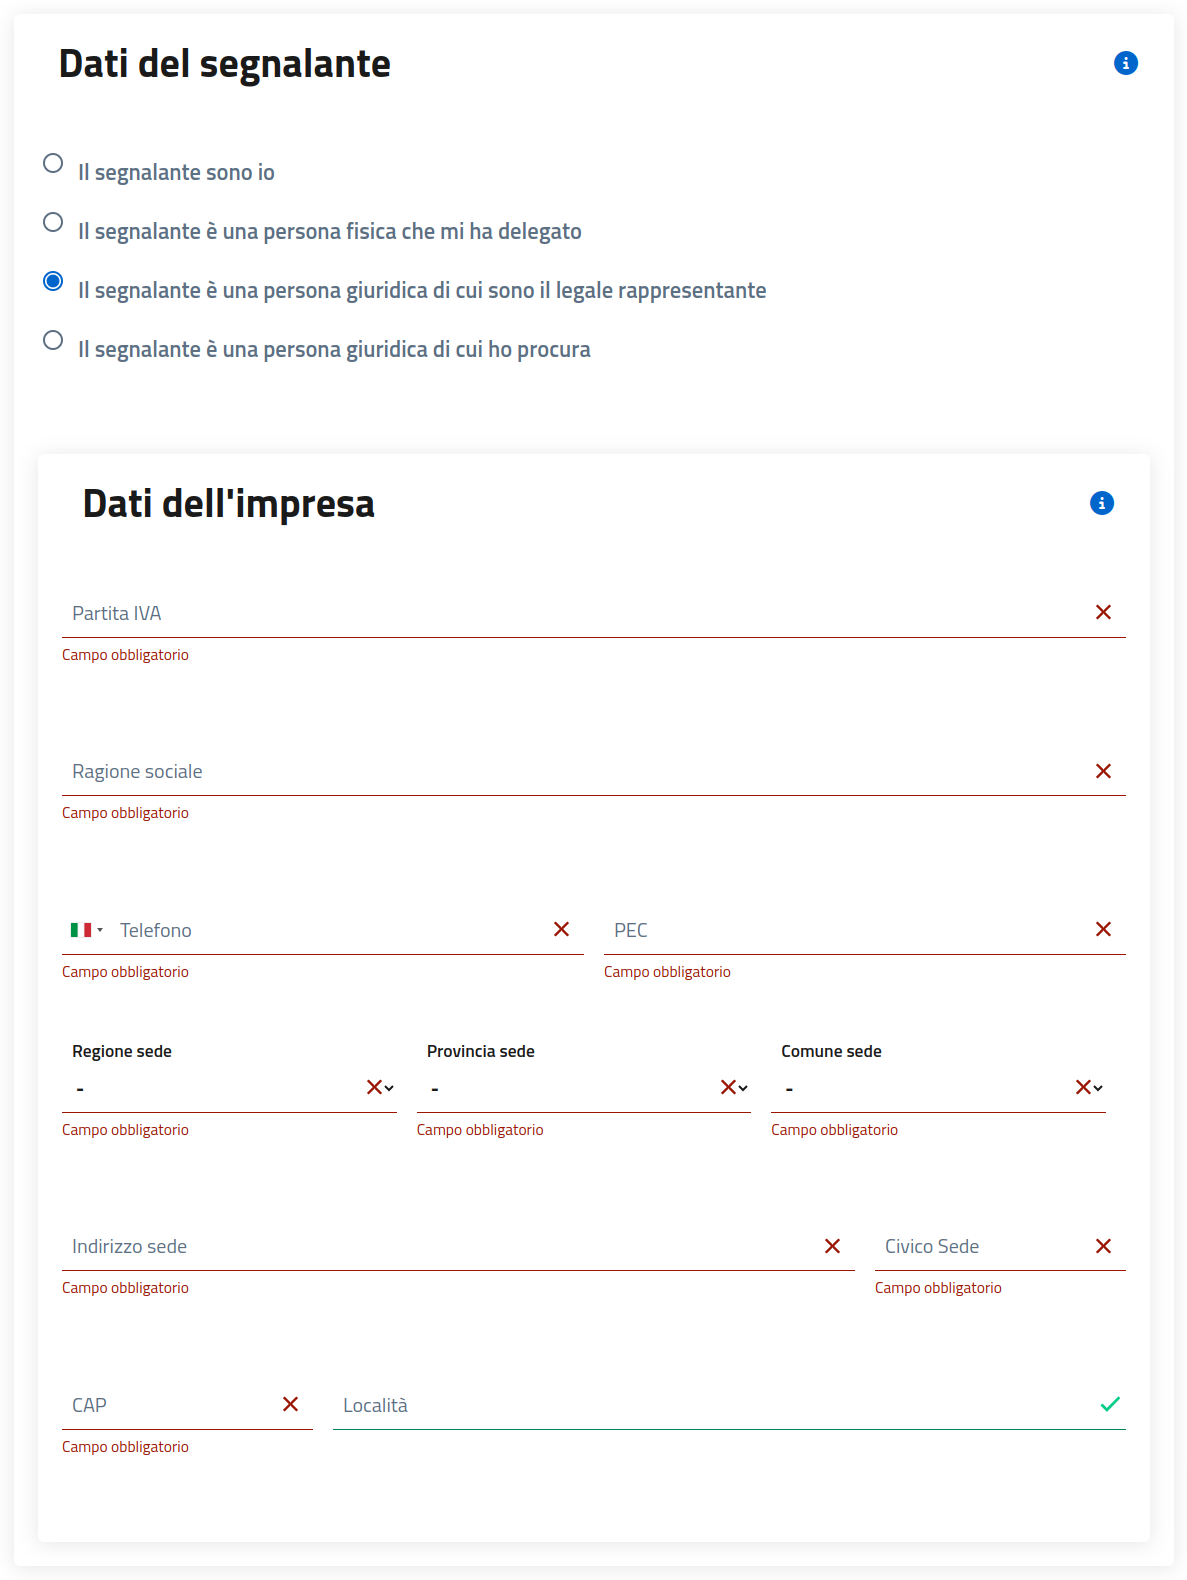 Dati del segnalante
Il segnalante sono io
Il segnalante è una persona fisica che mi ha delegato
Il segnalante è una persona giuridica di cui sono il legale rappresentante
Il segnalante è una persona giuridica di cui ho procura
Dati dell'impresa
Partita IVA
Campo obbligatorio
Ragione sociale
Campo obbligatorio
Telefono PEC
Campo obbligatorio Campo obbligatorio
Regione sede Provincia sede Comune sede
- - -
Campo obbligatorio Campo obbligatorio Campo obbligatorio
Indirizzo sede Civico Sede
Campo obbligatorio Campo obbligatorio
CAP Località
Campo obbligatorio